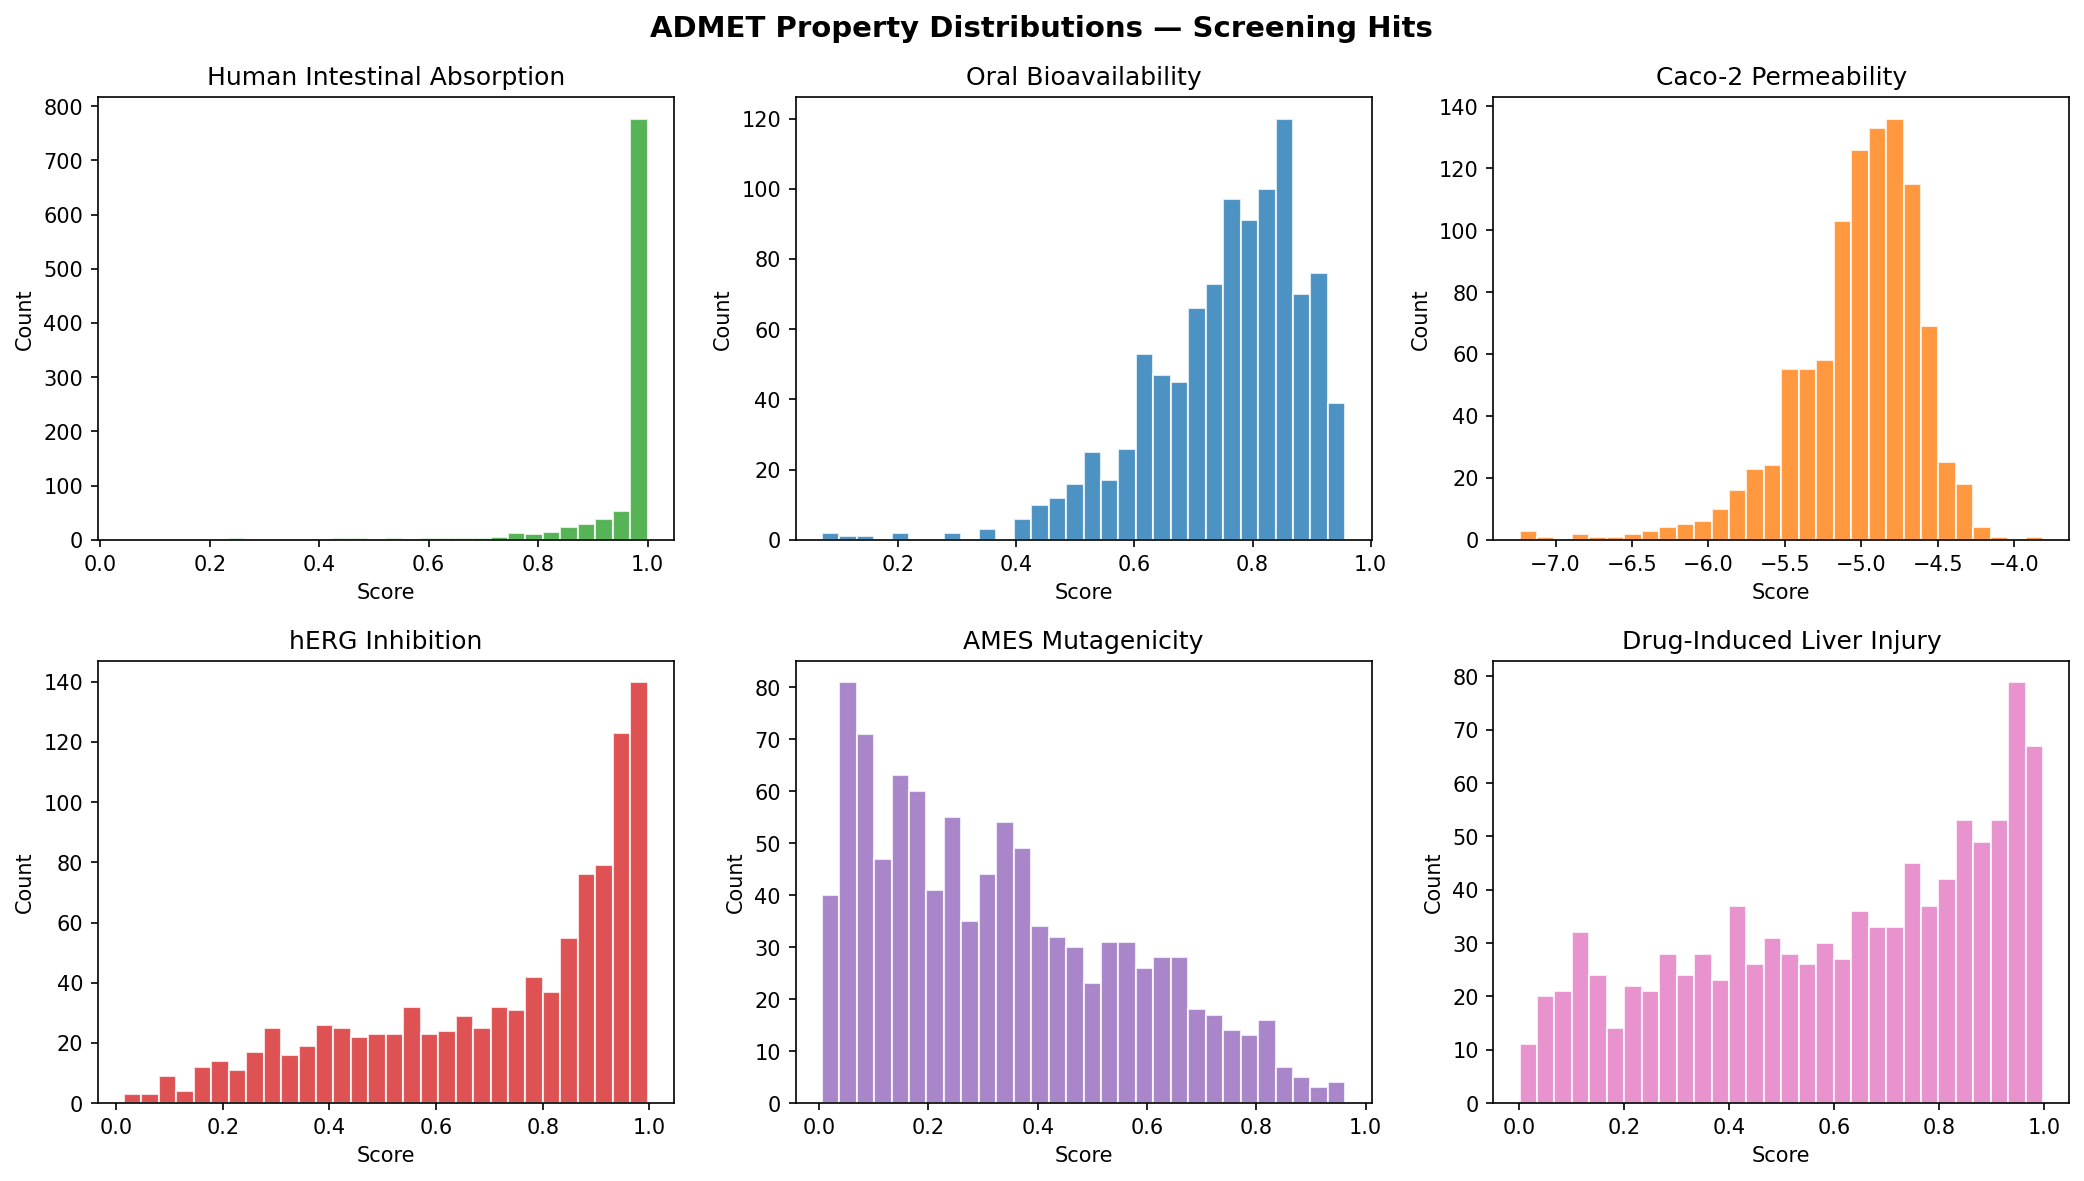 ADMET Property Distributions — Screening Hits
Human Intestinal Absorption
800
700
600
500
400
300
200
100
0
Count
0.0 0.2 0.4 0.6 0.8 1.0
Score
Oral Bioavailability
120
100
80
60
40
20
0
Count
0.2 0.4 0.6 0.8 1.0
Score
Caco-2 Permeability
140
120
100
80
60
40
20
0
Count
−7.0 −6.5 −6.0 −5.5 −5.0 −4.5 −4.0
Score
hERG Inhibition
140
120
100
80
60
40
20
0
Count
0.0 0.2 0.4 0.6 0.8 1.0
Score
AMES Mutagenicity
80
70
60
50
40
30
20
10
0
Count
0.0 0.2 0.4 0.6 0.8 1.0
Score
Drug-Induced Liver Injury
80
70
60
50
40
30
20
10
0
Count
0.0 0.2 0.4 0.6 0.8 1.0
Score